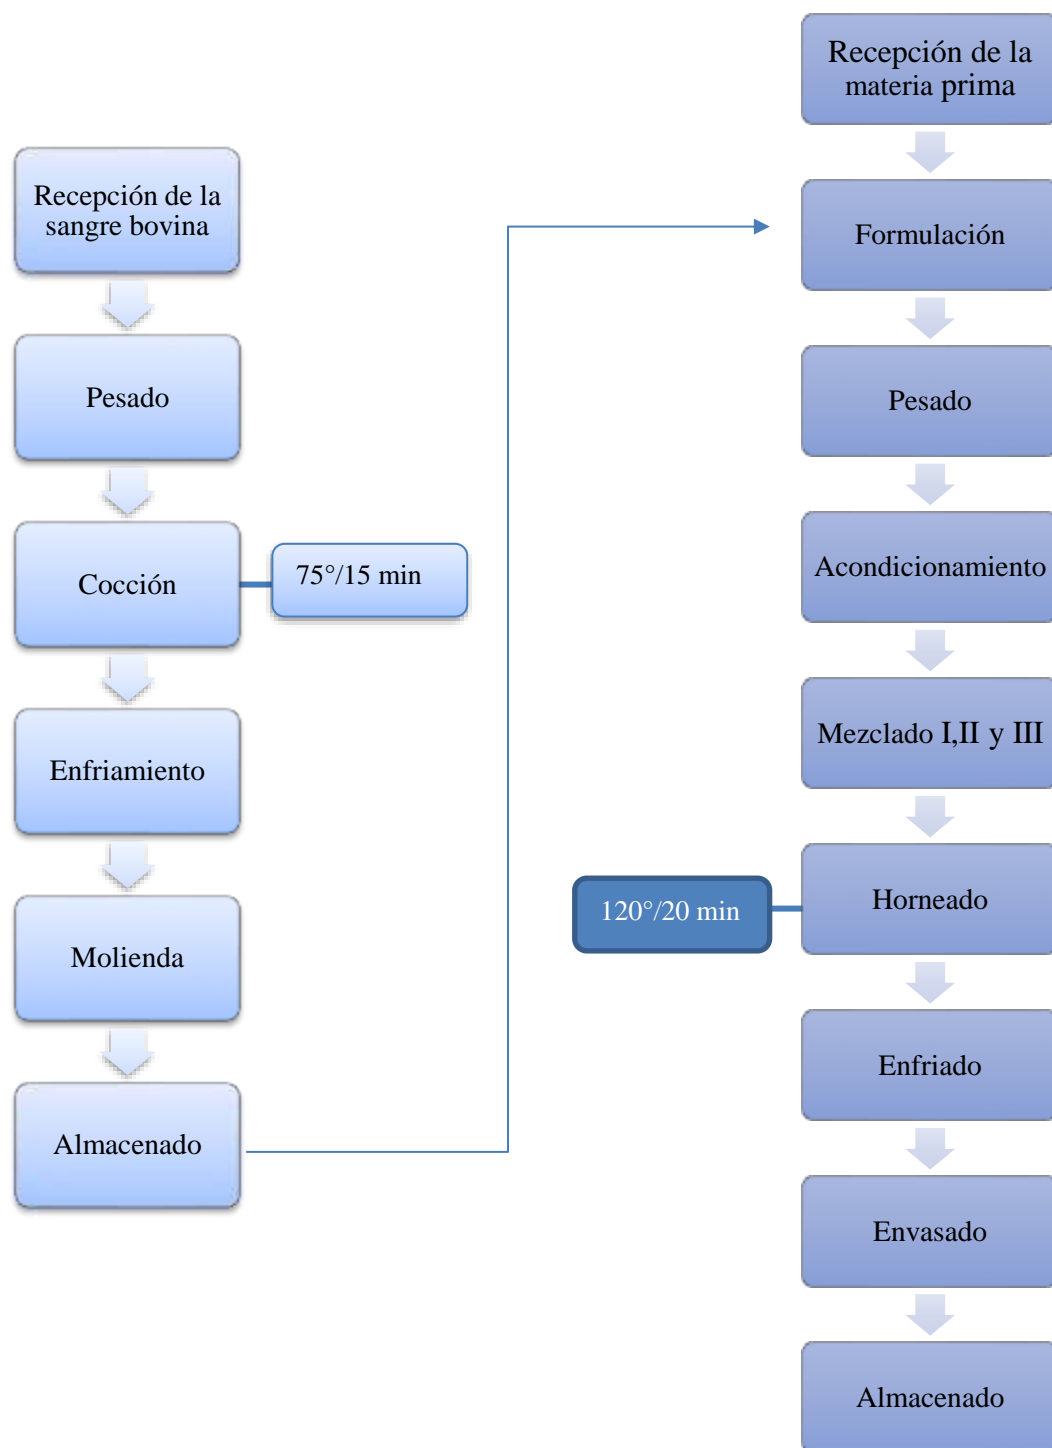 Recepción de la
sangre bovina
Pesado
Cocción
75°/15 min
Enfriamiento
Molienda
Almacenado
Recepción de la
materia prima
Formulación
Pesado
Acondicionamiento
Mezclado I,II y III
Horneado
120°/20 min
Enfriado
Envasado
Almacenado